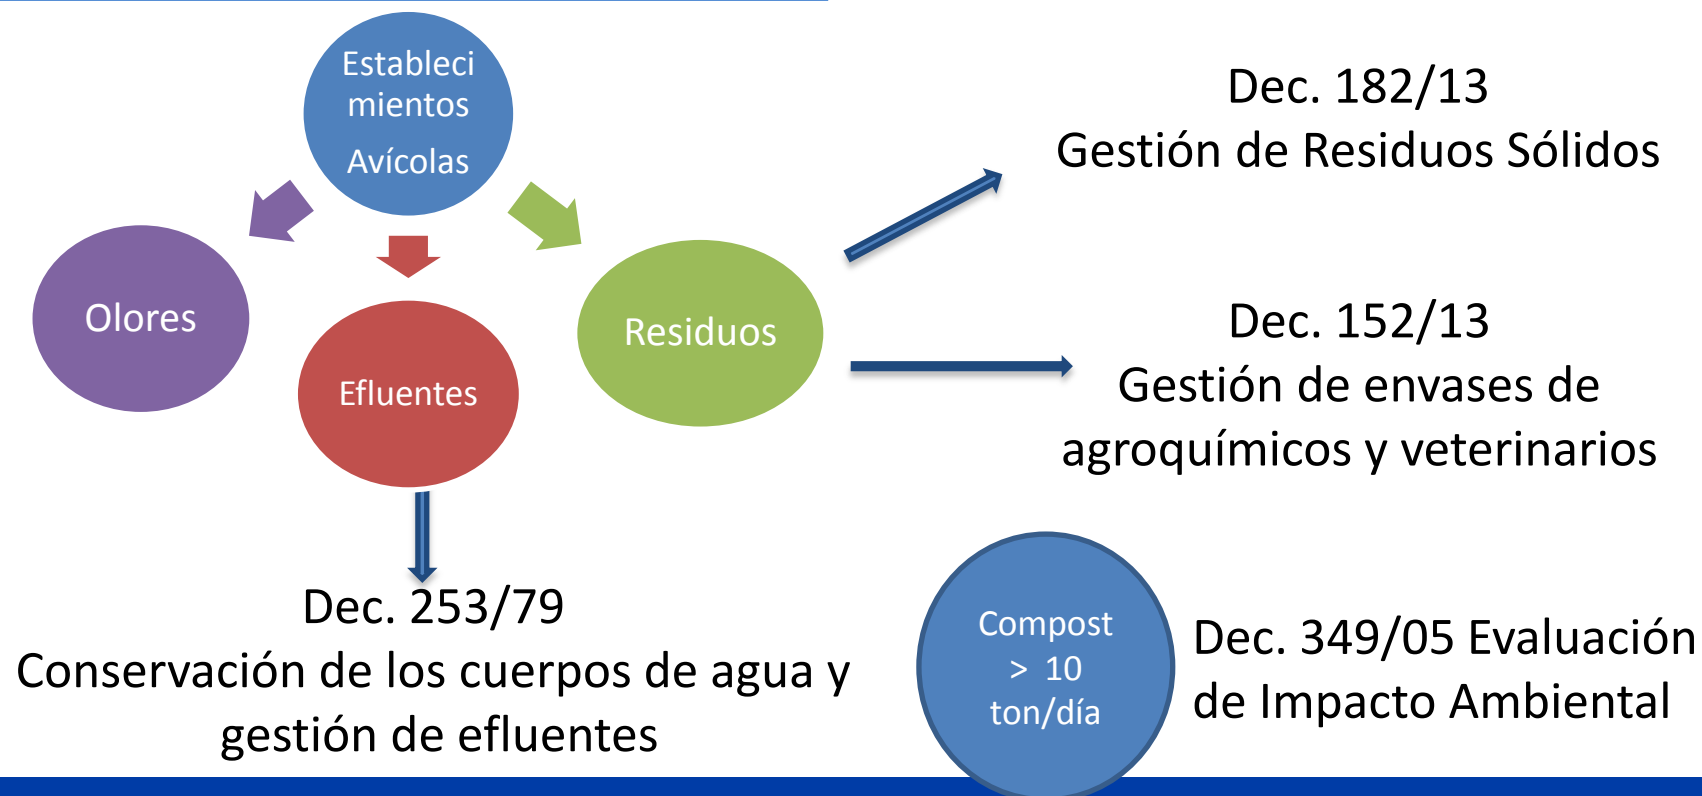 Estableci
mientos
Avícolas
Olores
Efluentes
Residuos
Dec. 182/13
Gestión de Residuos Sólidos
Dec. 152/13
Gestión de envases de
agroquímicos y veterinarios
Dec. 253/79
Conservación de los cuerpos de agua y
gestión de efluentes
Compost
> 10
ton/día
Dec. 349/05 Evaluación
de Impacto Ambiental